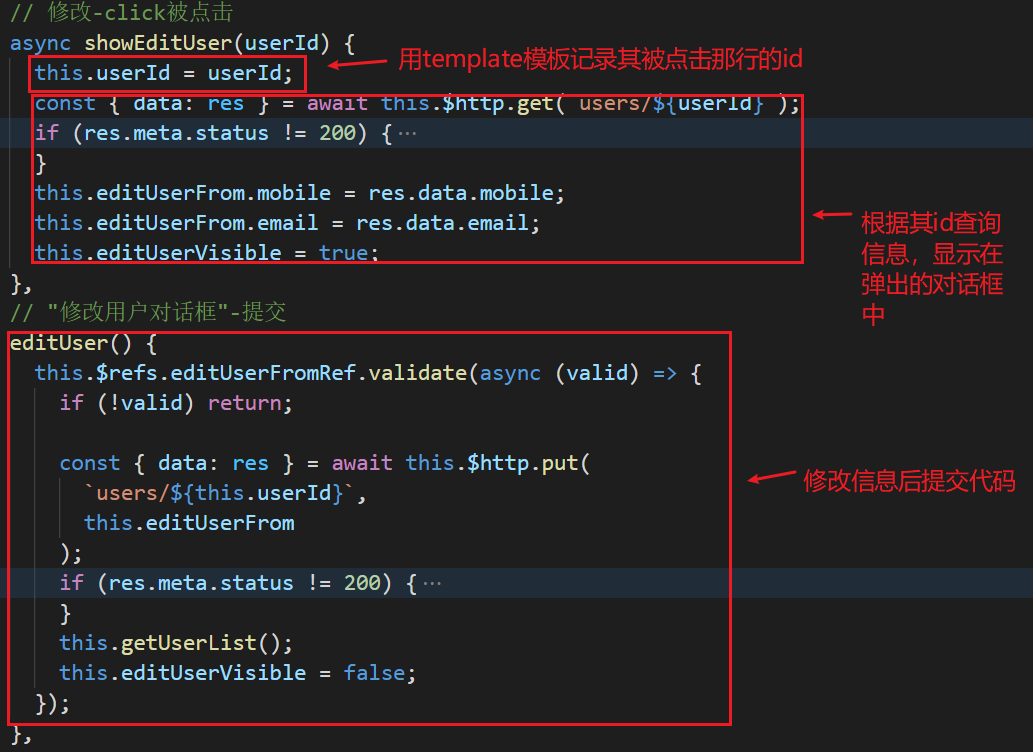 // 修改-click被点击
async showEditUser(userId) {
this.userId = userId;
用template模板记录其被点击那行的id
const { data: res } = await this.$http.get(`users/${userId}`);
if (res.meta.status != 200) {···
}
this.editUserFrom.mobile = res.data.mobile;
this.editUserFrom.email = res.data.email;
this.editUserVisible = true;
根据其id查询
信息，显示在
弹出的对话框
中
},
// "修改用户对话框"-提交
editUser() {
this.$refs.editUserFromRef.validate(async (valid) => {
if (!valid) return;
const { data: res } = await this.$http.put(
`users/${this.userId}`,
this.editUserFrom
);
修改信息后提交代码
if (res.meta.status != 200) {···
}
this.getUserList();
this.editUserVisible = false;
});
},